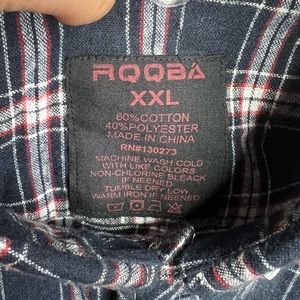 ROQBA
XXL
60%COTTON
40%POLYESTER
MADE IN CHINA
RN#130273
MACHINE WASH COLD
WITH LIKE COLORS
NON-CHLORINE BLEACK
IF NEEDED
TUMBLE DRY LOW
WARM IRON IF NEEDED